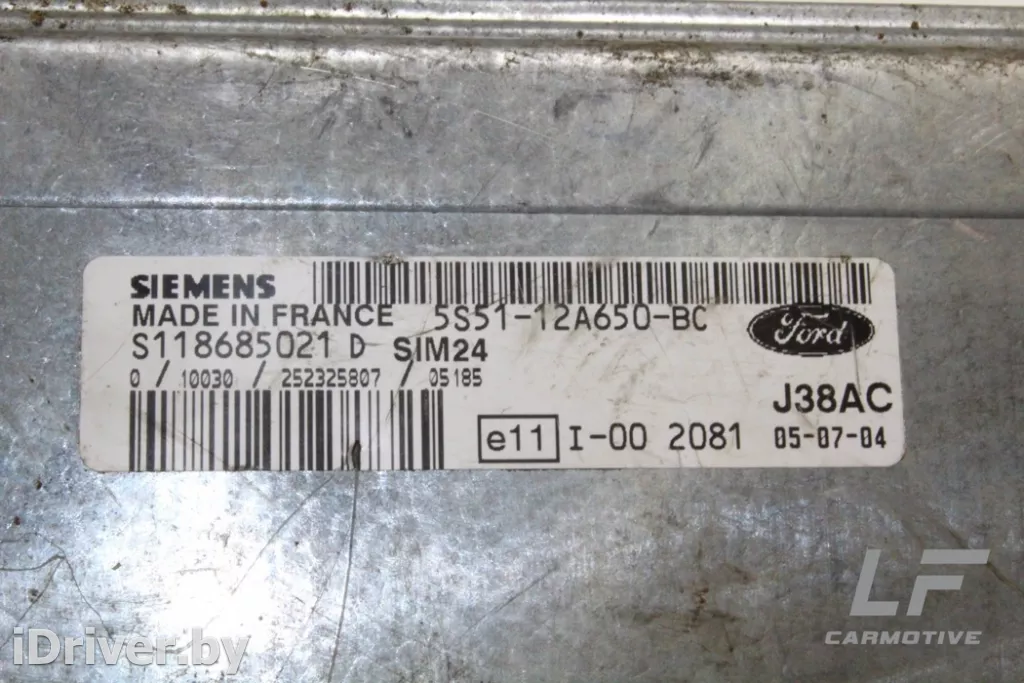 SIEMENS
MADE IN FRANCE 5S51-12A650-BC
Ford
S118685021 D SIM24
0 / 10030 / 252325807 / 05185
J38AC
e11 I-00 2081 05-07-04
LF
CARMOTIVE
iDriver.by